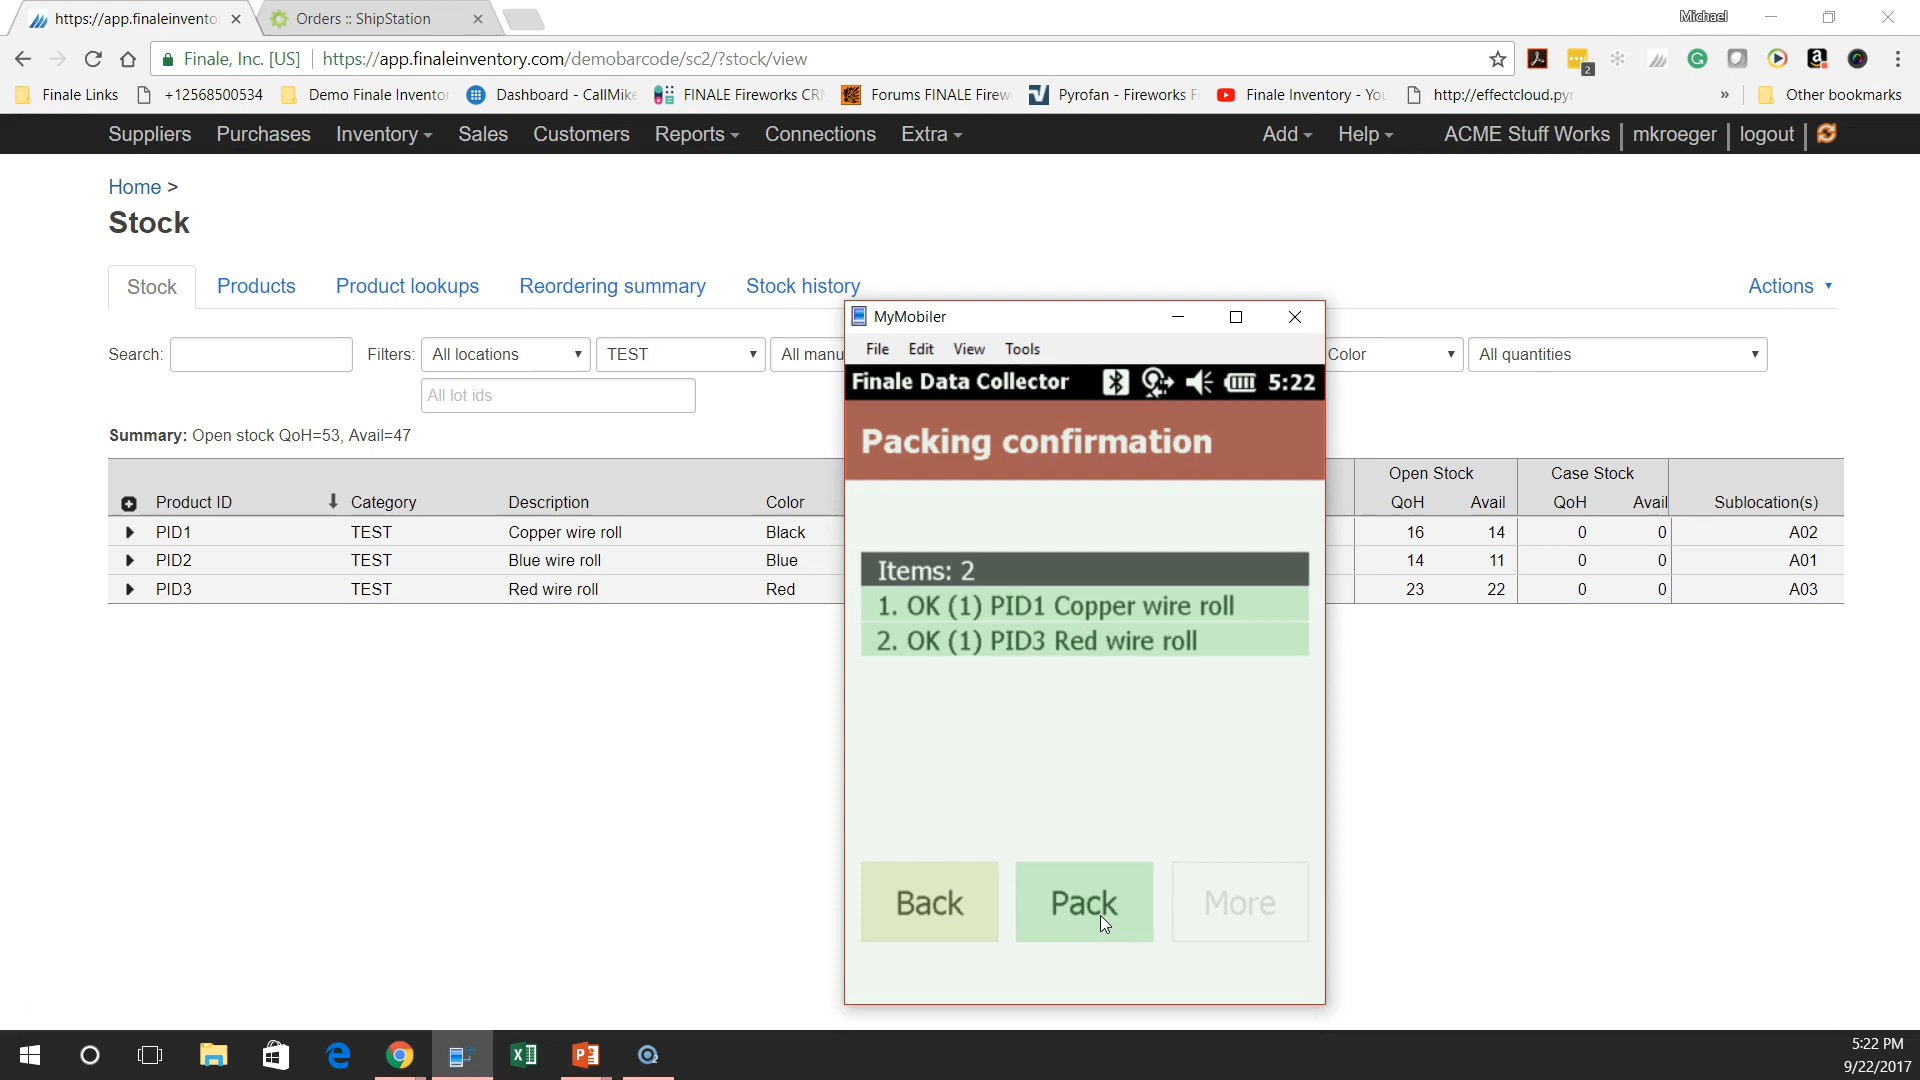 https://app.finaleinvento
Orders :: ShipStation
Michael
Finale, Inc. [US]
https://app.finaleinventory.com/demobarcode/sc2/?stock/view
2
Finale Links
+12568500534
Demo Finale Invento
Dashboard - CallMike
FINALE Fireworks CR
Forums FINALE Firew
Pyrofan - Fireworks F
Finale Inventory - Yo
http://effectcloud.py
»
Other bookmarks
Suppliers Purchases Inventory Sales Customers Reports Connections Extra Add Help ACME Stuff Works mkroeger logout
Home >
Stock
Stock Products Product lookups Reordering summary Stock history Actions
Search: Filters: All locations TEST All manu Color All quantities
All lot ids
Summary: Open stock QoH=53, Avail=47
Open Stock Case Stock
Product ID Category Description Color QoH Avail QoH Avail Sublocation(s)
PID1 TEST Copper wire roll Black 16 14 0 0 A02
PID2 TEST Blue wire roll Blue 14 11 0 0 A01
PID3 TEST Red wire roll Red 23 22 0 0 A03
MyMobiler
File Edit View Tools
Finale Data Collector 5:22
Packing confirmation
Items: 2
1. OK (1) PID1 Copper wire roll
2. OK (1) PID3 Red wire roll
Back Pack More
5:22 PM
9/22/2017